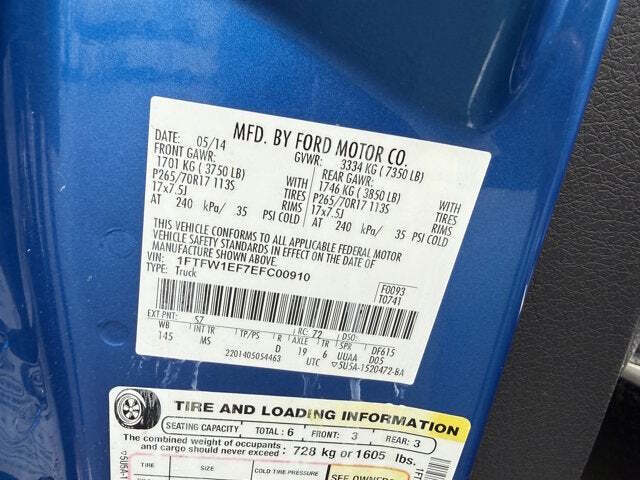 MFD. BY FORD MOTOR CO.
DATE: 05/14 GVWR: 3334 KG (7350 LB)
FRONT GAWR: REAR GAWR:
1701 KG (3750 LB) WITH 1746 KG (3850 LB) WITH
P265/70R17 113S TIRES P265/70R17 113S TIRES
17x7.5J RIMS 17x7.5J RIMS
AT 240 kPa/ 35 PSI COLD AT 240 kPa/ 35 PSI COLD
THIS VEHICLE CONFORMS TO ALL APPLICABLE FEDERAL MOTOR
VEHICLE SAFETY STANDARDS IN EFFECT ON THE DATE OF
MANUFACTURE SHOWN ABOVE.
VEHICLE IDENTIFICATION NO.:
1FTFW1EF7EFC00910
TYPE: Truck
F0093
T0741
EXT PNT: S7 RC: 72 DSO:
WB INT TR TP/PS R AXLE TR SPR DF615
145 MS D 19 6 UUAA D05
2201405054463 UTC ▽5U5A-1520472-BA
TIRE AND LOADING INFORMATION
SEATING CAPACITY TOTAL: 6 FRONT: 3 REAR: 3
The combined weight of occupants
and cargo should never exceed: 728 kg or 1605 lbs.
▽5U5A-1
TIRE SIZE COLD TIRE PRESSURE
SEE OWNERS
1F